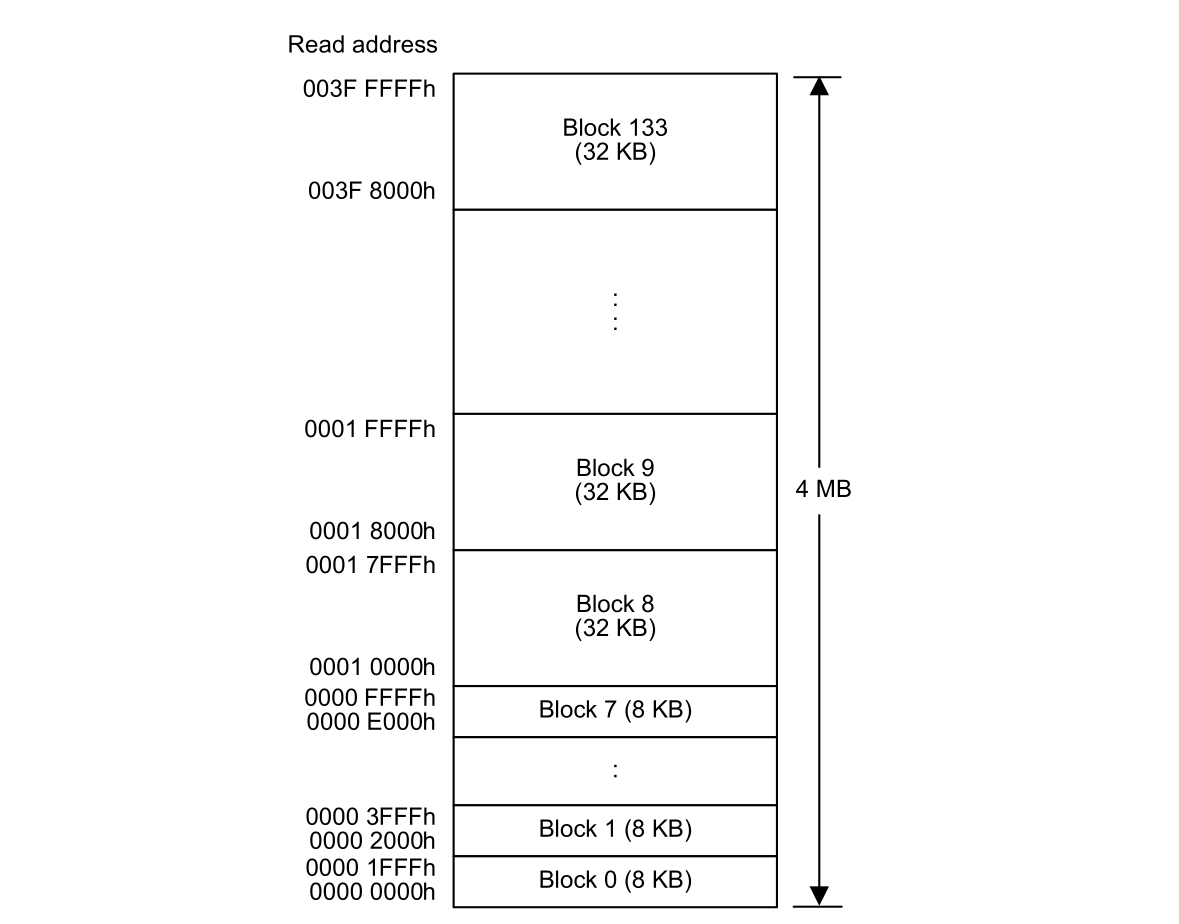 Read address
003F FFFFh
Block 133
(32 KB)
003F 8000h
:
:
0001 FFFFh
Block 9
(32 KB)
4 MB
0001 8000h
0001 7FFFh
Block 8
(32 KB)
0001 0000h
0000 FFFFh
Block 7 (8 KB)
0000 E000h
:
0000 3FFFh
Block 1 (8 KB)
0000 2000h
0000 1FFFh
Block 0 (8 KB)
0000 0000h